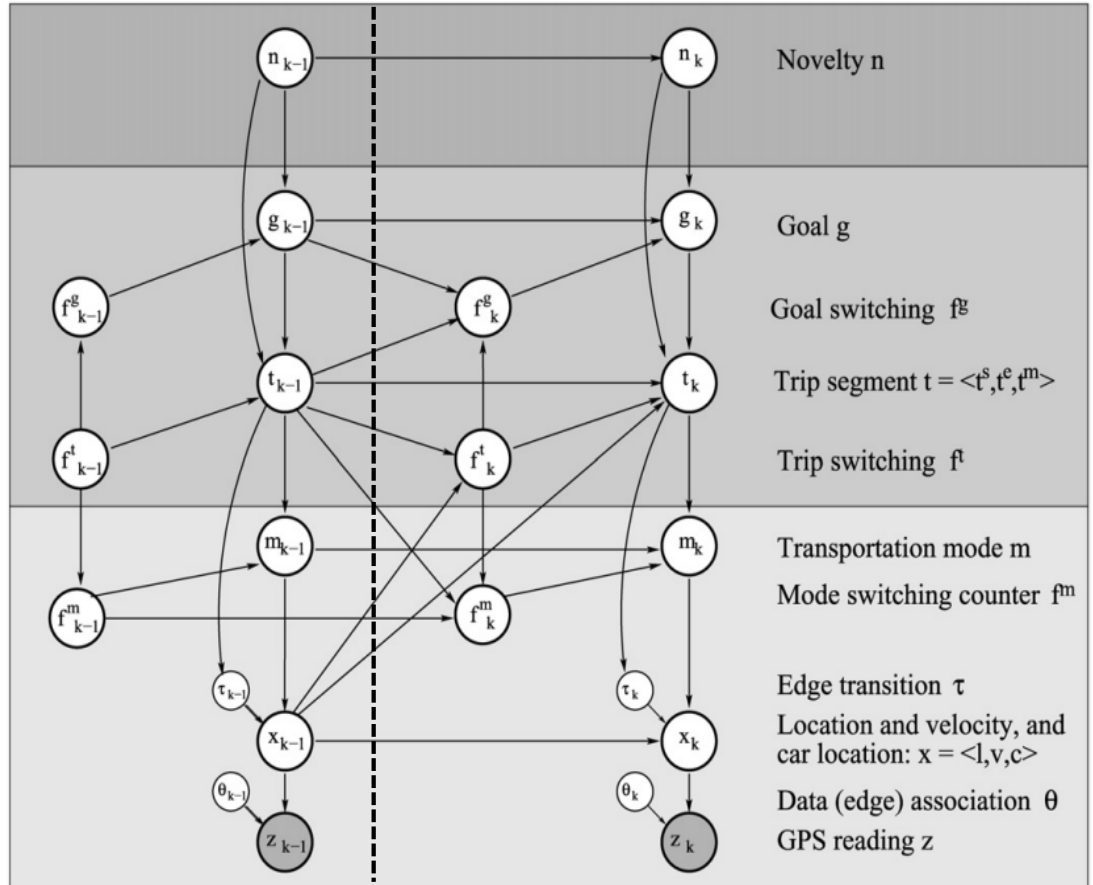 n k-1
n k
Novelty n
g k-1
g k
Goal g
f^g k-1
f^g k
Goal switching f^g
t k-1
t k
Trip segment t = <t^s,t^e,t^m>
f^t k-1
f^t k
Trip switching f^t
m k-1
m k
Transportation mode m
f^m k-1
f^m k
Mode switching counter f^m
τ k-1
τ k
Edge transition τ
x k-1
x k
Location and velocity, and
car location: x = <l,v,c>
θ k-1
θ k
Data (edge) association θ
z k-1
z k
GPS reading z